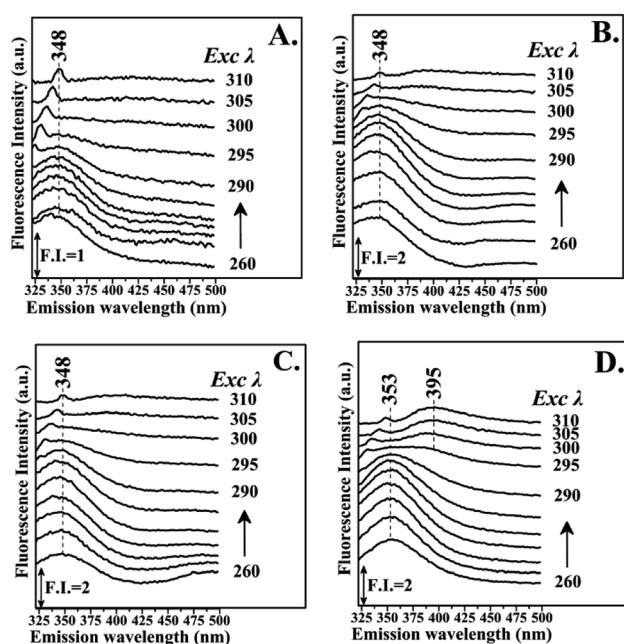 A.
348
Exc λ
310
305
300
295
290
260
F.I.=1
Fluorescence Intensity (a.u.)
325 350 375 400 425 450 475 500
Emission wavelength (nm)
B.
348
Exc λ
310
305
300
295
290
260
F.I.=2
Fluorescence Intensity (a.u.)
325 350 375 400 425 450 475 500
Emission wavelength (nm)
C.
348
Exc λ
310
305
300
295
290
260
F.I.=2
Fluorescence Intensity (a.u.)
325 350 375 400 425 450 475 500
Emission wavelength (nm)
D.
353
395
Exc λ
310
305
300
295
290
260
F.I.=2
Fluorescence Intensity (a.u.)
325 350 375 400 425 450 475 500
Emission wavelength (nm)